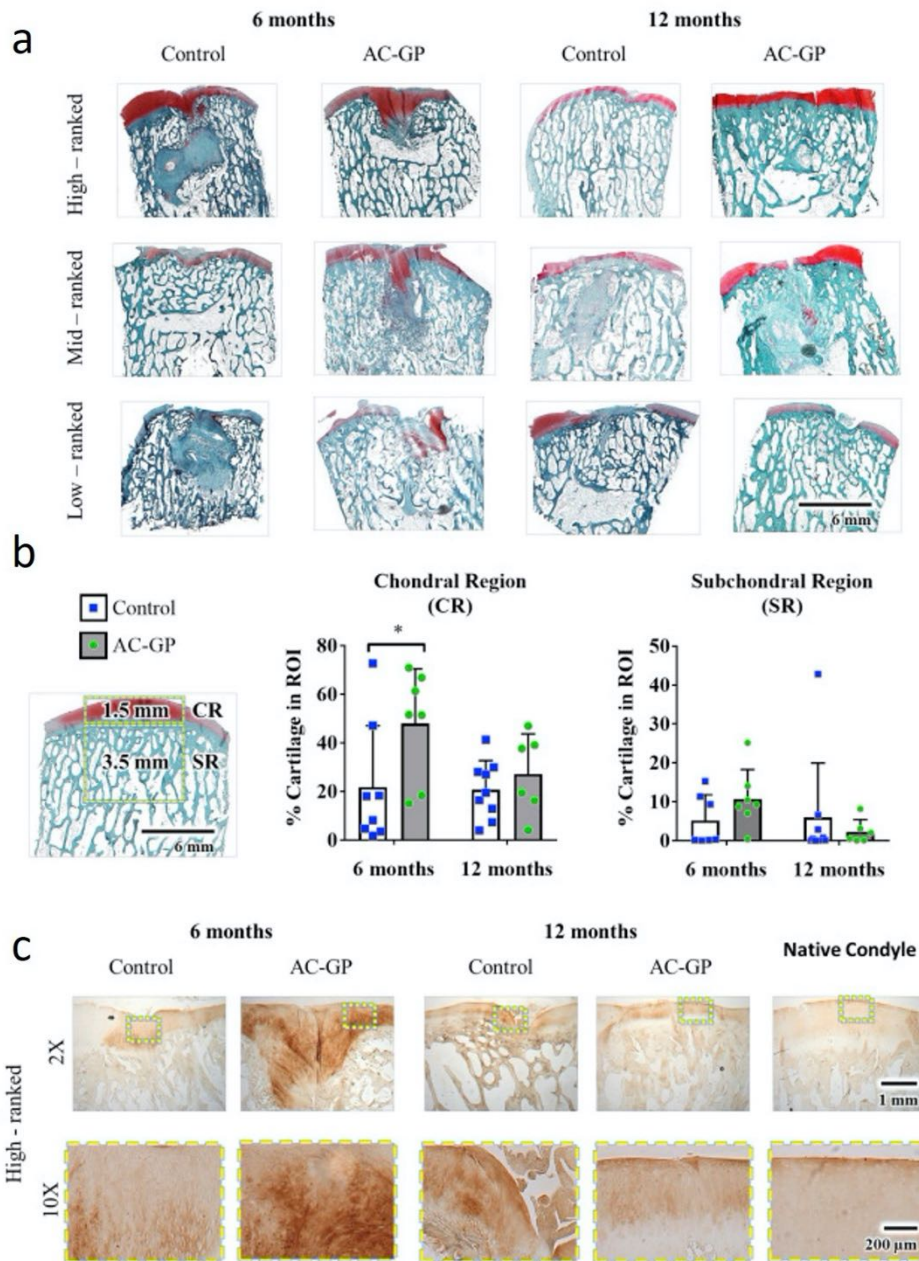 a
6 months
12 months
Control
AC-GP
Control
AC-GP
High – ranked
Mid – ranked
Low – ranked
6 mm
b
Control
AC-GP
1.5 mm
CR
3.5 mm
SR
6 mm
Chondral Region
(CR)
% Cartilage in ROI
80
60
40
20
0
*
6 months
12 months
Subchondral Region
(SR)
% Cartilage in ROI
50
40
30
20
10
0
6 months
12 months
c
6 months
12 months
Native Condyle
Control
AC-GP
Control
AC-GP
High - ranked
2X
1 mm
10X
200 µm